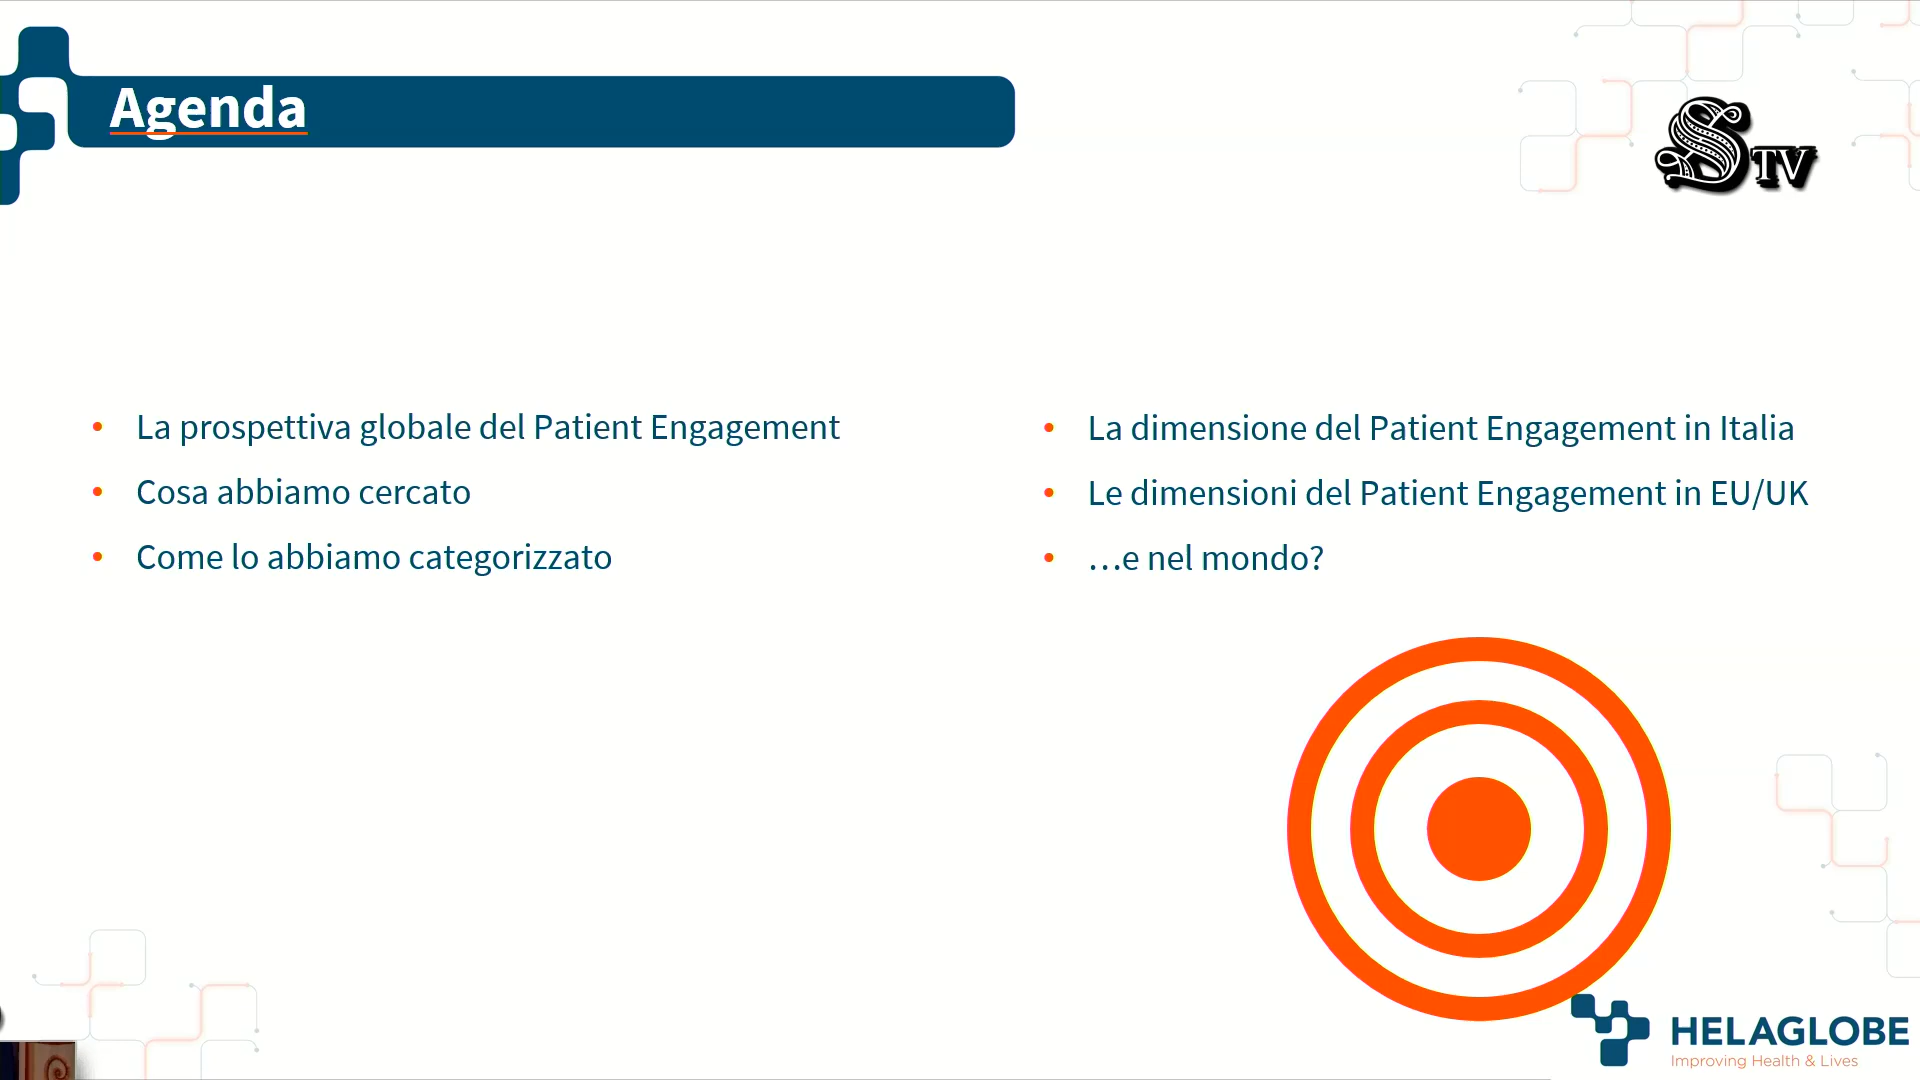 Agenda
STV
• La prospettiva globale del Patient Engagement
• Cosa abbiamo cercato
• Come lo abbiamo categorizzato
• La dimensione del Patient Engagement in Italia
• Le dimensioni del Patient Engagement in EU/UK
• …e nel mondo?
HELAGLOBE
Improving Health & Lives